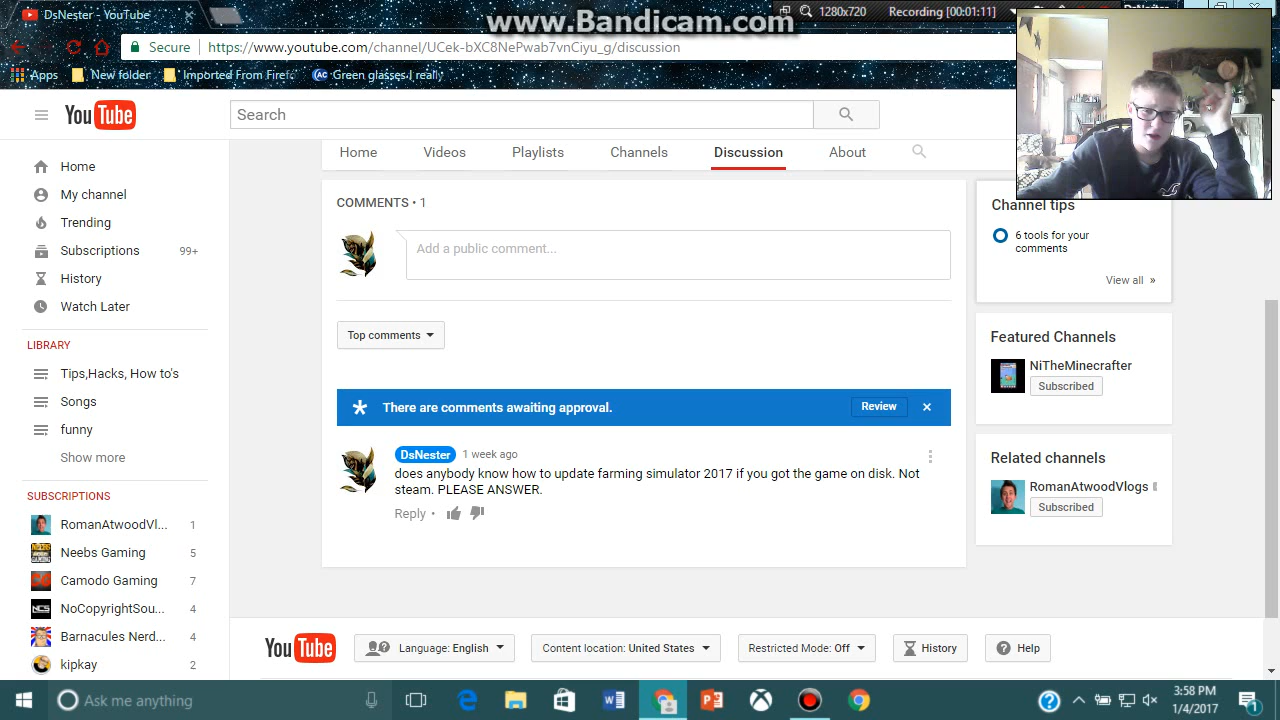 www.Bandicam.com
1280x720 Recording [00:01:11]
DsNester - YouTube
Secure https://www.youtube.com/channel/UCek-bXC8NePwab7vnCiyu_g/discussion
Apps New folder Imported From Firef Green glasses I really
YouTube Search
Home Videos Playlists Channels Discussion About
Home
My channel
Trending
Subscriptions 99+
History
Watch Later
LIBRARY
Tips,Hacks, How to's
Songs
funny
Show more
SUBSCRIPTIONS
RomanAtwoodVl... 1
Neebs Gaming 5
Camodo Gaming 7
NoCopyrightSou... 4
Barnacules Nerd... 4
kipkay 2
COMMENTS • 1
Add a public comment...
Top comments
There are comments awaiting approval. Review
DsNester 1 week ago
does anybody know how to update farming simulator 2017 if you got the game on disk. Not
steam. PLEASE ANSWER.
Reply •
Channel tips
6 tools for your
comments
View all »
Featured Channels
NiTheMinecrafter
Subscribed
Related channels
RomanAtwoodVlogs
Subscribed
YouTube Language: English Content location: United States Restricted Mode: Off History Help
Ask me anything
3:58 PM
1/4/2017